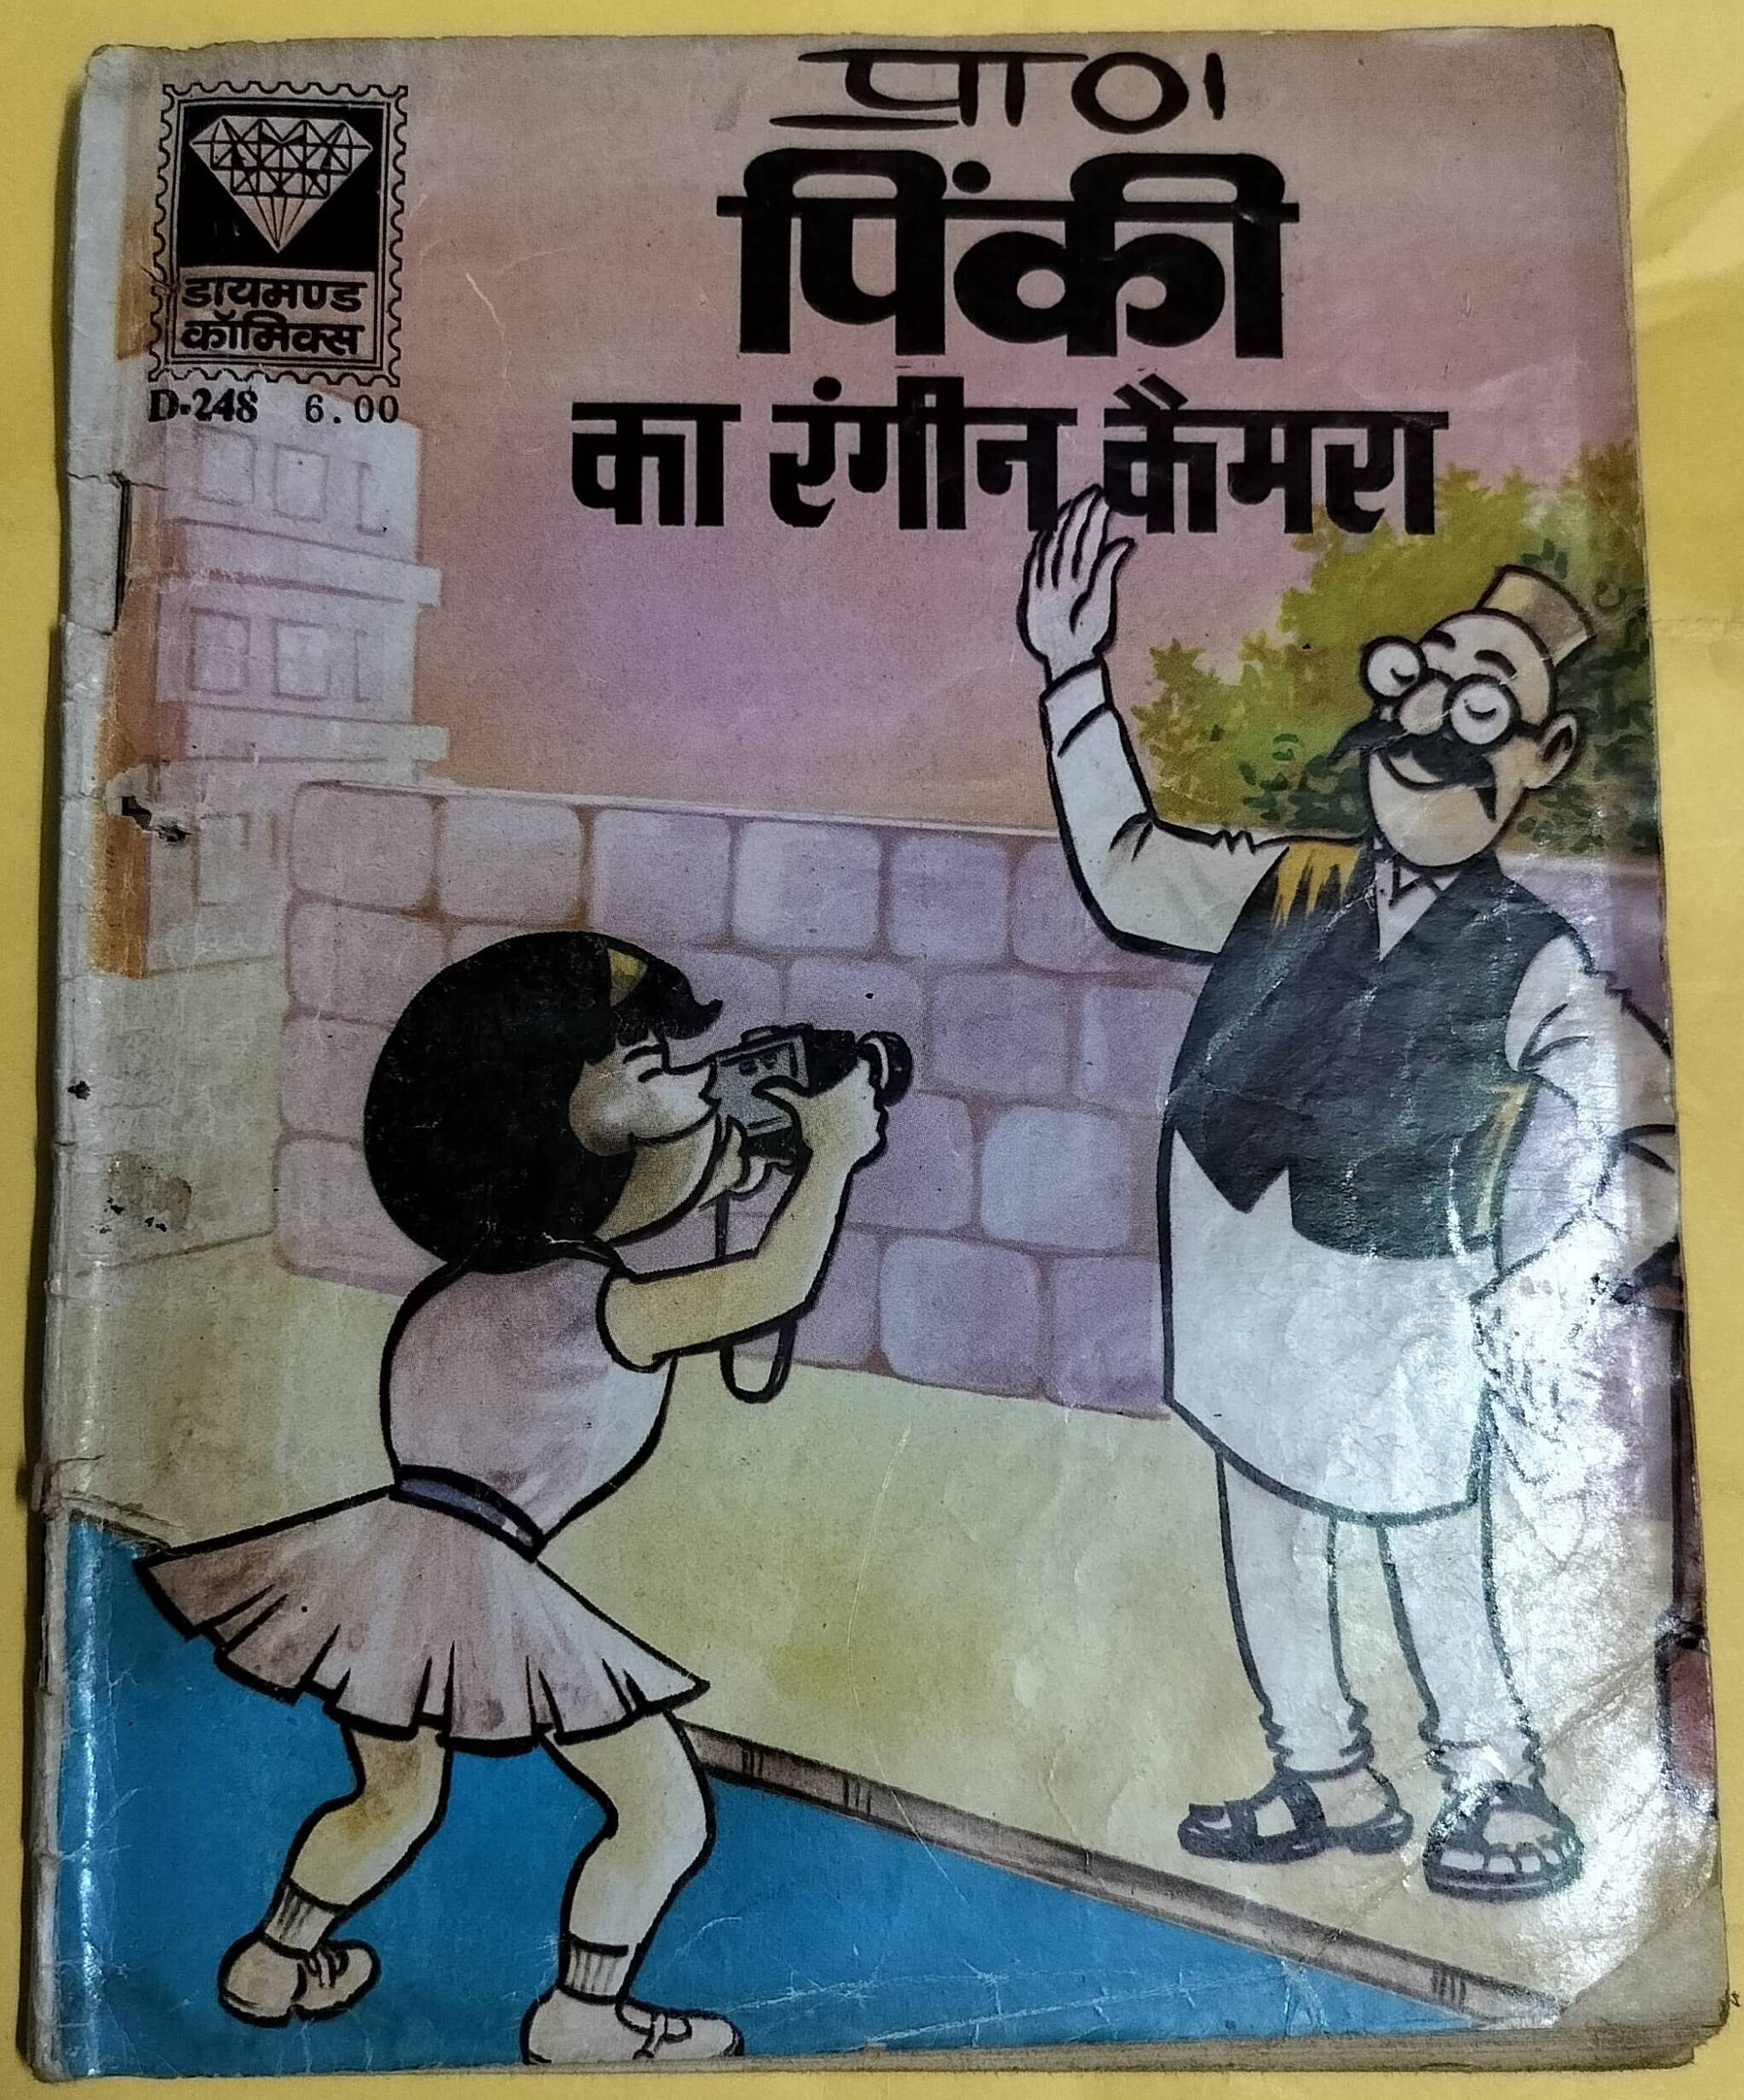 प्राण
पिंकी
का रंगीन कैमरा
डायमण्ड
कॉमिक्स
D-248 6.00